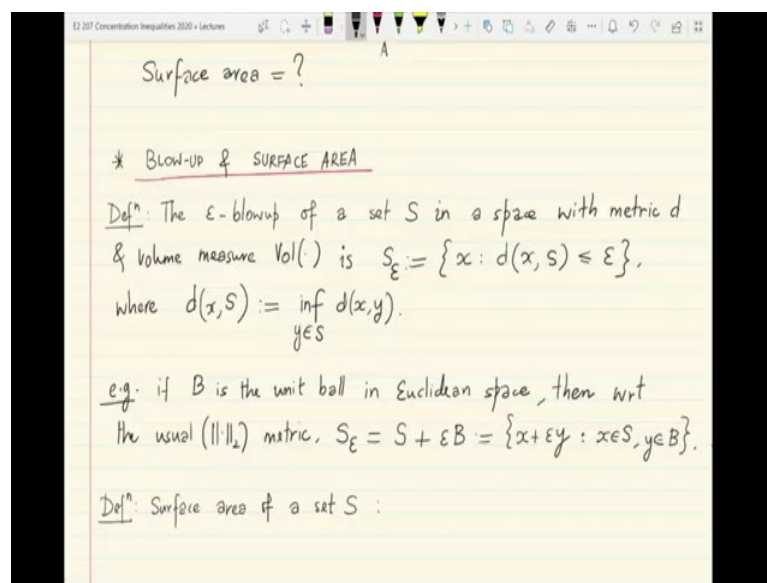 E2 207 Concentration Inequalities 2020 » Lectures
A
Surface area = ?
* BLOW-UP & SURFACE AREA
Defⁿ: The ε-blowup of a set S in a space with metric d
& volume measure Vol(·) is S_ε := {x : d(x, S) ≤ ε},
where d(x,S) := inf d(x,y).
y∈S
e.g. if B is the unit ball in Euclidean space, then wrt
the usual (||·||₂) metric, S_ε = S + εB := {x+εy : x∈S, y∈B}.
Defⁿ: Surface area of a set S :